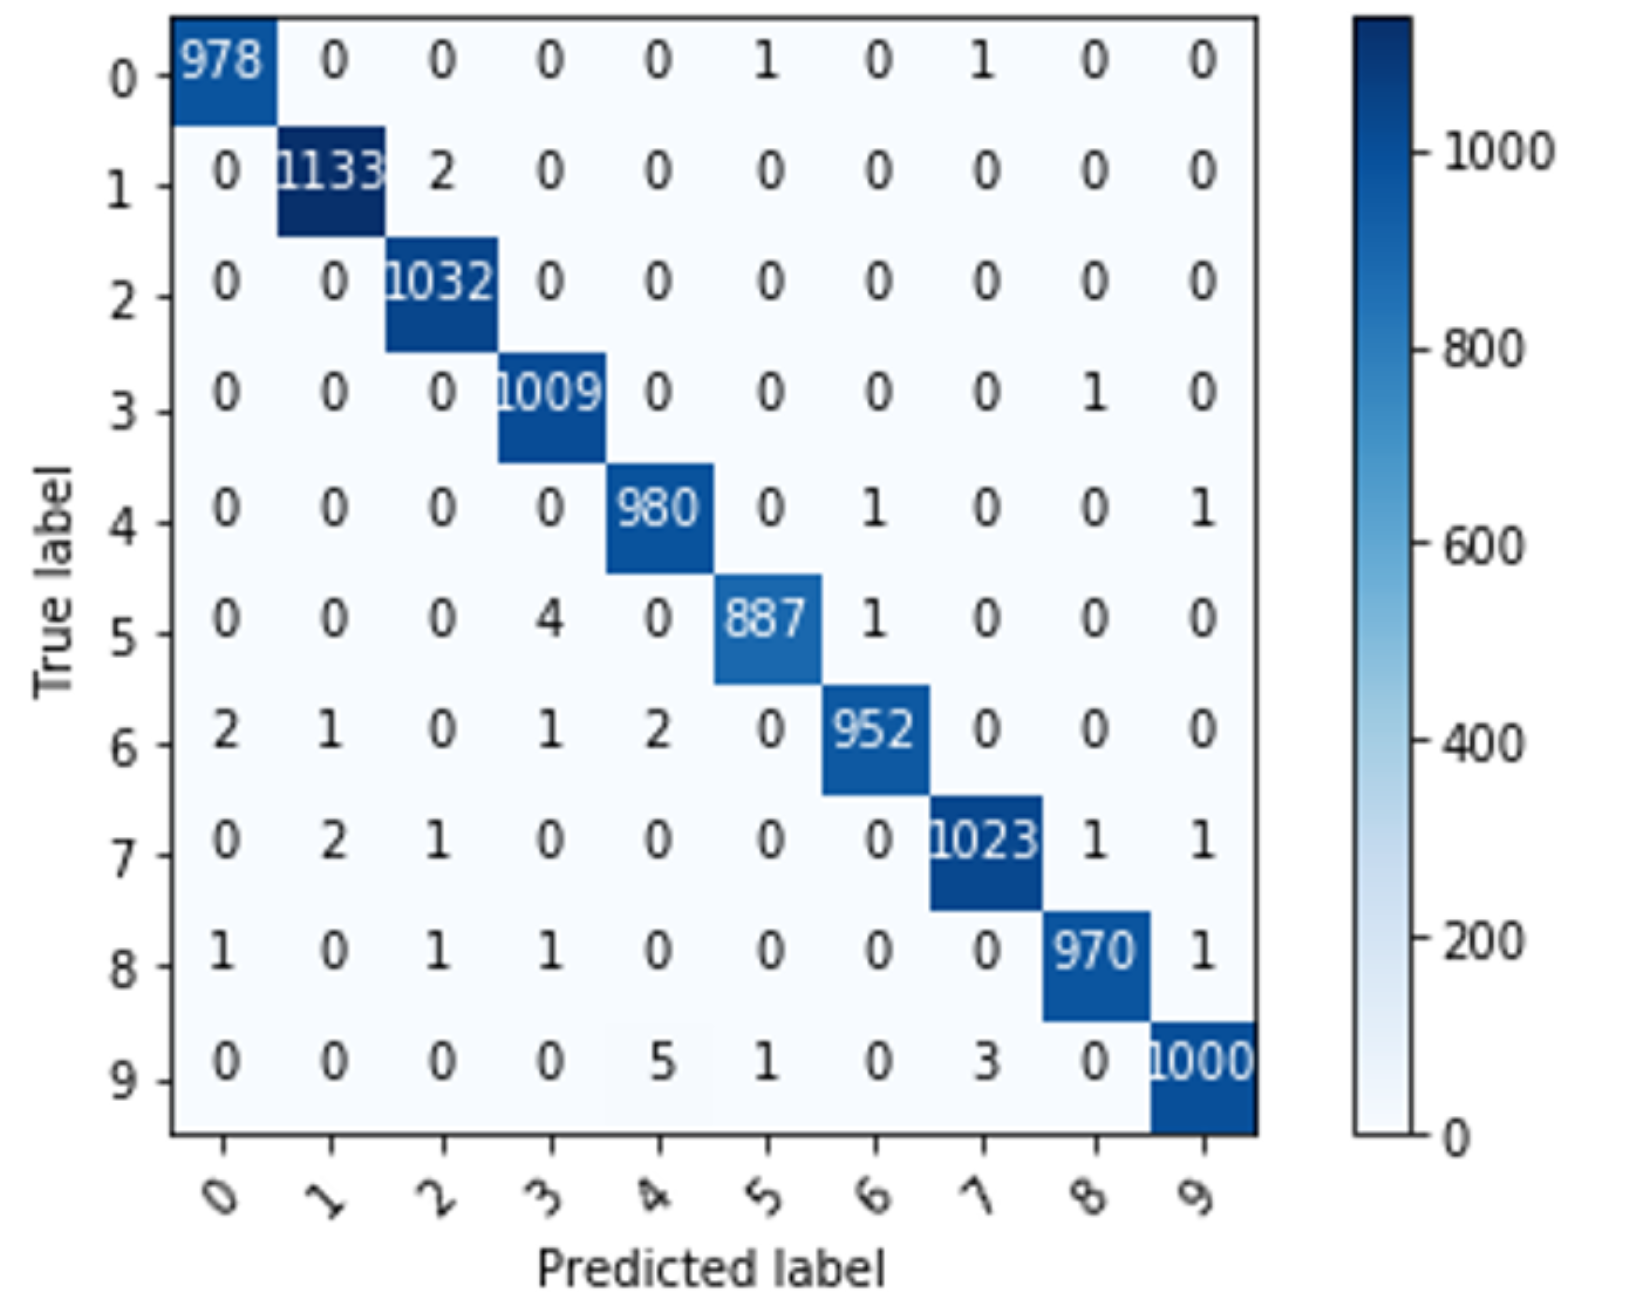 0 978 0 0 0 0 1 0 1 0 0
1 0 1133 2 0 0 0 0 0 0 0
2 0 0 1032 0 0 0 0 0 0 0
3 0 0 0 1009 0 0 0 0 1 0
4 0 0 0 0 980 0 1 0 0 1
5 0 0 0 4 0 887 1 0 0 0
6 2 1 0 1 2 0 952 0 0 0
7 0 2 1 0 0 0 0 1023 1 1
8 1 0 1 1 0 0 0 0 970 1
9 0 0 0 0 5 1 0 3 0 1000
0 1 2 3 4 5 6 7 8 9
Predicted label
True label
1000
800
600
400
200
0